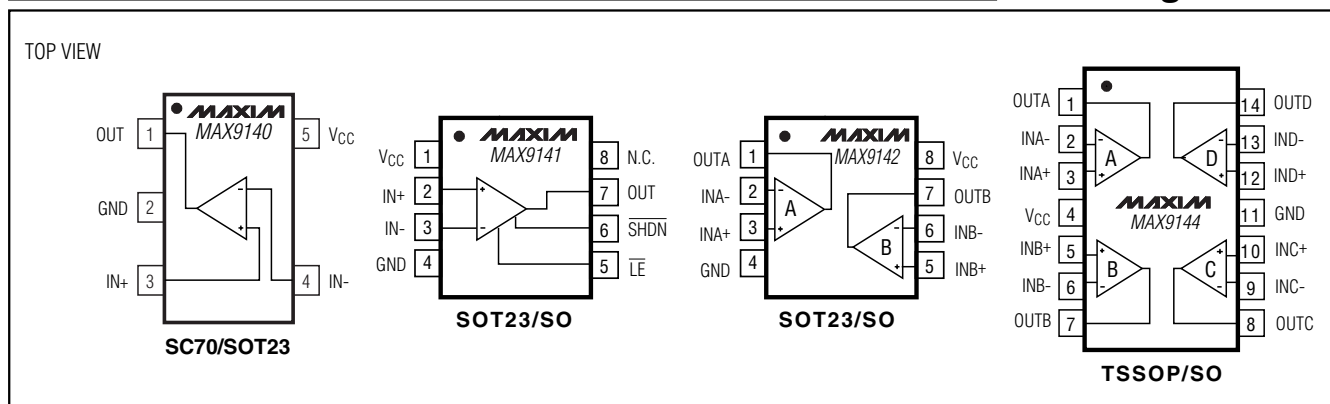 TOP VIEW
MAXIM
MAX9140
OUT 1
GND 2
IN+ 3
5 VCC
4 IN-
-
+
SC70/SOT23
MAXIM
MAX9141
VCC 1
IN+ 2
IN- 3
GND 4
8 N.C.
7 OUT
6 SHDN
5 LE
+
-
SOT23/SO
MAXIM
MAX9142
OUTA 1
INA- 2
INA+ 3
GND 4
8 VCC
7 OUTB
6 INB-
5 INB+
-
A
+
-
B
+
SOT23/SO
OUTA 1
INA- 2
INA+ 3
VCC 4
INB+ 5
INB- 6
OUTB 7
14 OUTD
13 IND-
12 IND+
11 GND
10 INC+
9 INC-
8 OUTC
-
A
+
-
D
+
MAXIM
MAX9144
+
B
-
+
C
-
TSSOP/SO